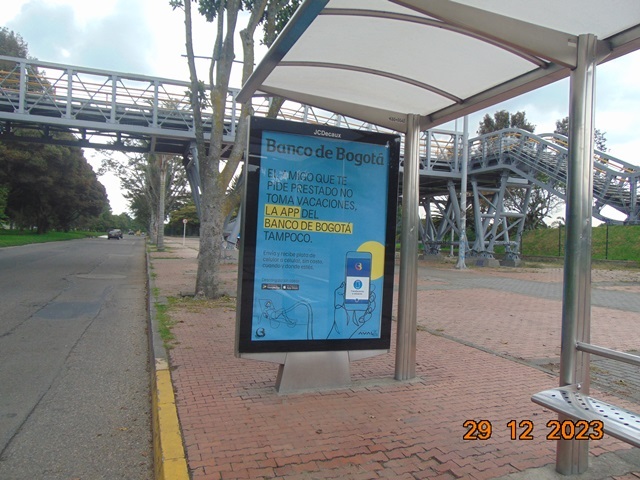 JCDecaux
Banco de Bogotá
EL AMIGO QUE TE
PIDE PRESTADO NO
TOMA VACACIONES,
LA APP DEL
BANCO DE BOGOTÁ
TAMPOCO.
29 12 2023